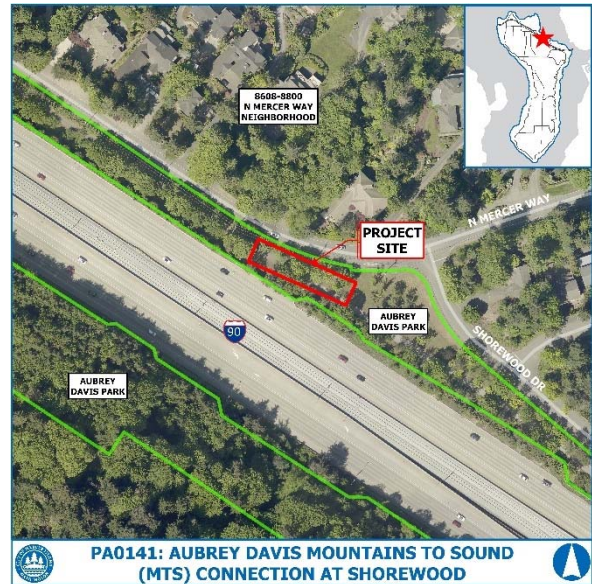 8608-8800
N MERCER WAY
NEIGHBORHOOD
N MERCER WAY
PROJECT
SITE
90
AUBREY
DAVIS PARK
SHOREWOOD DR
AUBREY
DAVIS PARK
PA0141: AUBREY DAVIS MOUNTAINS TO SOUND
(MTS) CONNECTION AT SHOREWOOD